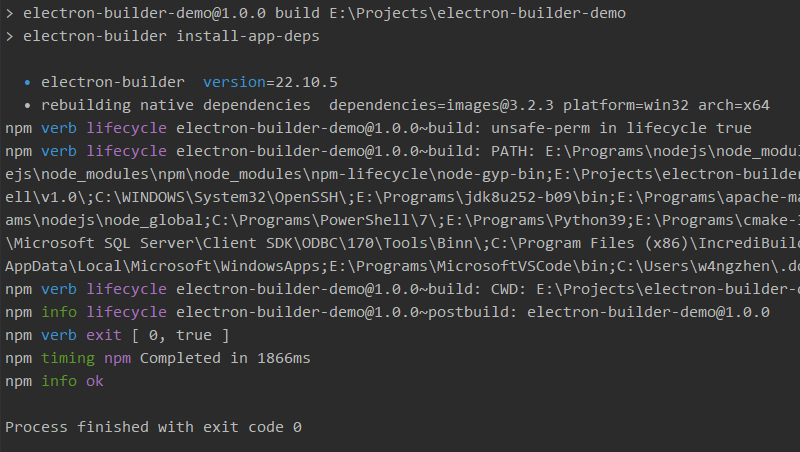 > electron-builder-demo@1.0.0 build E:\Projects\electron-builder-demo
> electron-builder install-app-deps
• electron-builder  version=22.10.5
• rebuilding native dependencies  dependencies=images@3.2.3 platform=win32 arch=x64
npm verb lifecycle electron-builder-demo@1.0.0~build: unsafe-perm in lifecycle true
npm verb lifecycle electron-builder-demo@1.0.0~build: PATH: E:\Programs\nodejs\node_modul
ejs\node_modules\npm\node_modules\npm-lifecycle\node-gyp-bin;E:\Projects\electron-builder
ell\v1.0\;C:\WINDOWS\System32\OpenSSH\;E:\Programs\jdk8u252-b09\bin;E:\Programs\apache-ma
ams\nodejs\node_global;C:\Programs\PowerShell\7\;E:\Programs\Python39;E:\Programs\cmake-
\Microsoft SQL Server\Client SDK\ODBC\170\Tools\Binn\;C:\Program Files (x86)\IncrediBuil
AppData\Local\Microsoft\WindowsApps;E:\Programs\MicrosoftVSCode\bin;C:\Users\w4ngzhen\.do
npm verb lifecycle electron-builder-demo@1.0.0~build: CWD: E:\Projects\electron-builder-d
npm info lifecycle electron-builder-demo@1.0.0~postbuild: electron-builder-demo@1.0.0
npm verb exit [ 0, true ]
npm timing npm Completed in 1866ms
npm info ok
Process finished with exit code 0